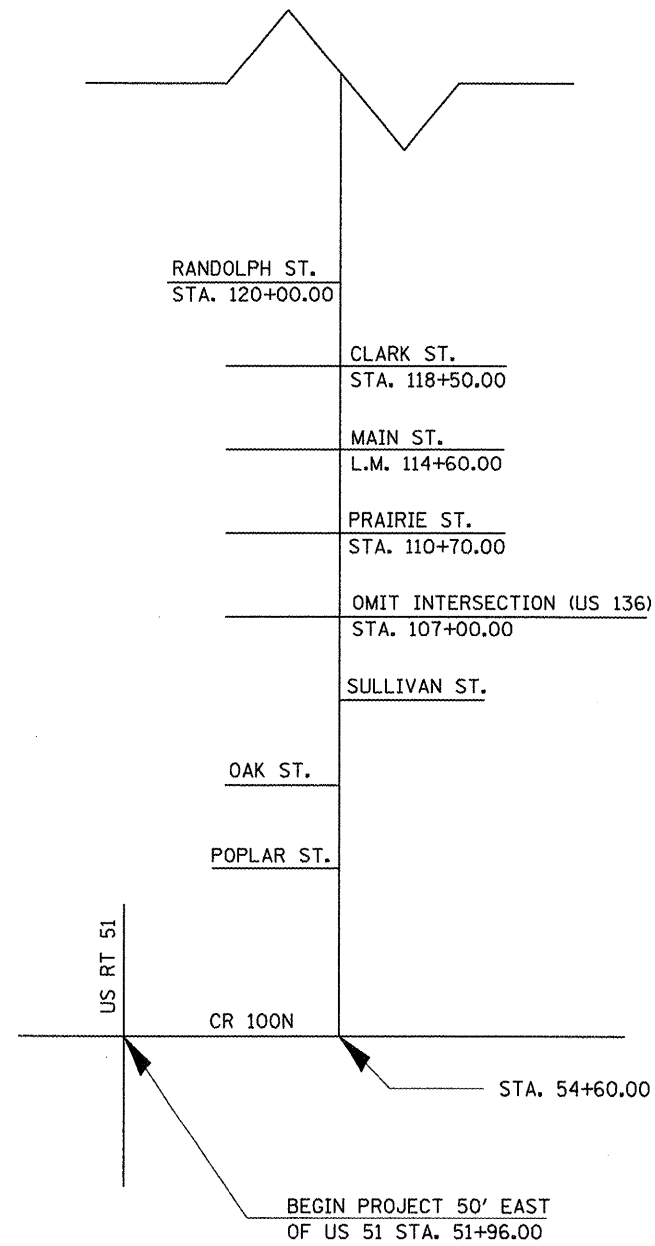 RANDOLPH ST.
STA. 120+00.00
CLARK ST.
STA. 118+50.00
MAIN ST.
L.M. 114+60.00
PRAIRIE ST.
STA. 110+70.00
OMIT INTERSECTION (US 136)
STA. 107+00.00
SULLIVAN ST.
OAK ST.
POPLAR ST.
US RT 51
CR 100N
STA. 54+60.00
BEGIN PROJECT 50' EAST
OF US 51 STA. 51+96.00